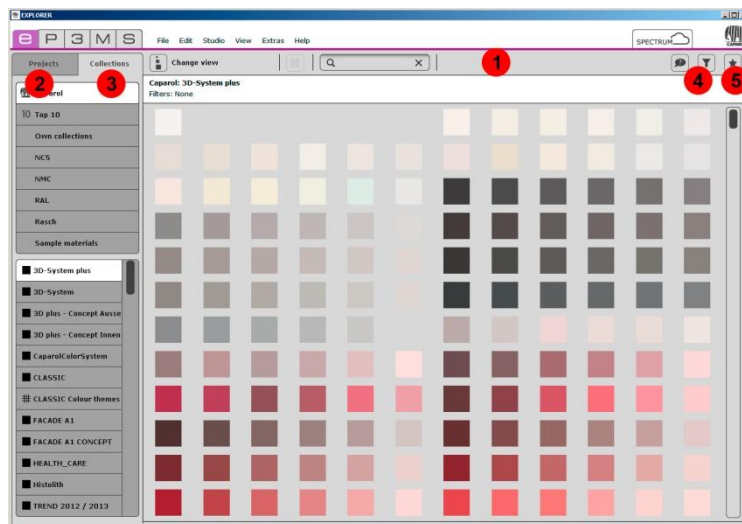 EXPLORER
e P 3 M S
File Edit Studio View Extras Help
SPECTRUM
CAPAROL
Projects Collections
Change view
1
2
3
4
5
Caparol: 3D-System plus
Filters: None
10 Top 10
Own collections
NCS
NMC
RAL
Rasch
Sample materials
3D-System plus
3D-System
3D plus - Concept Ausse
3D plus - Concept Innen
CaparolColorSystem
CLASSIC
CLASSIC Colour themes
FACADE A1
FACADE A1 CONCEPT
HEALTH_CARE
Histolith
TREND 2012 / 2013